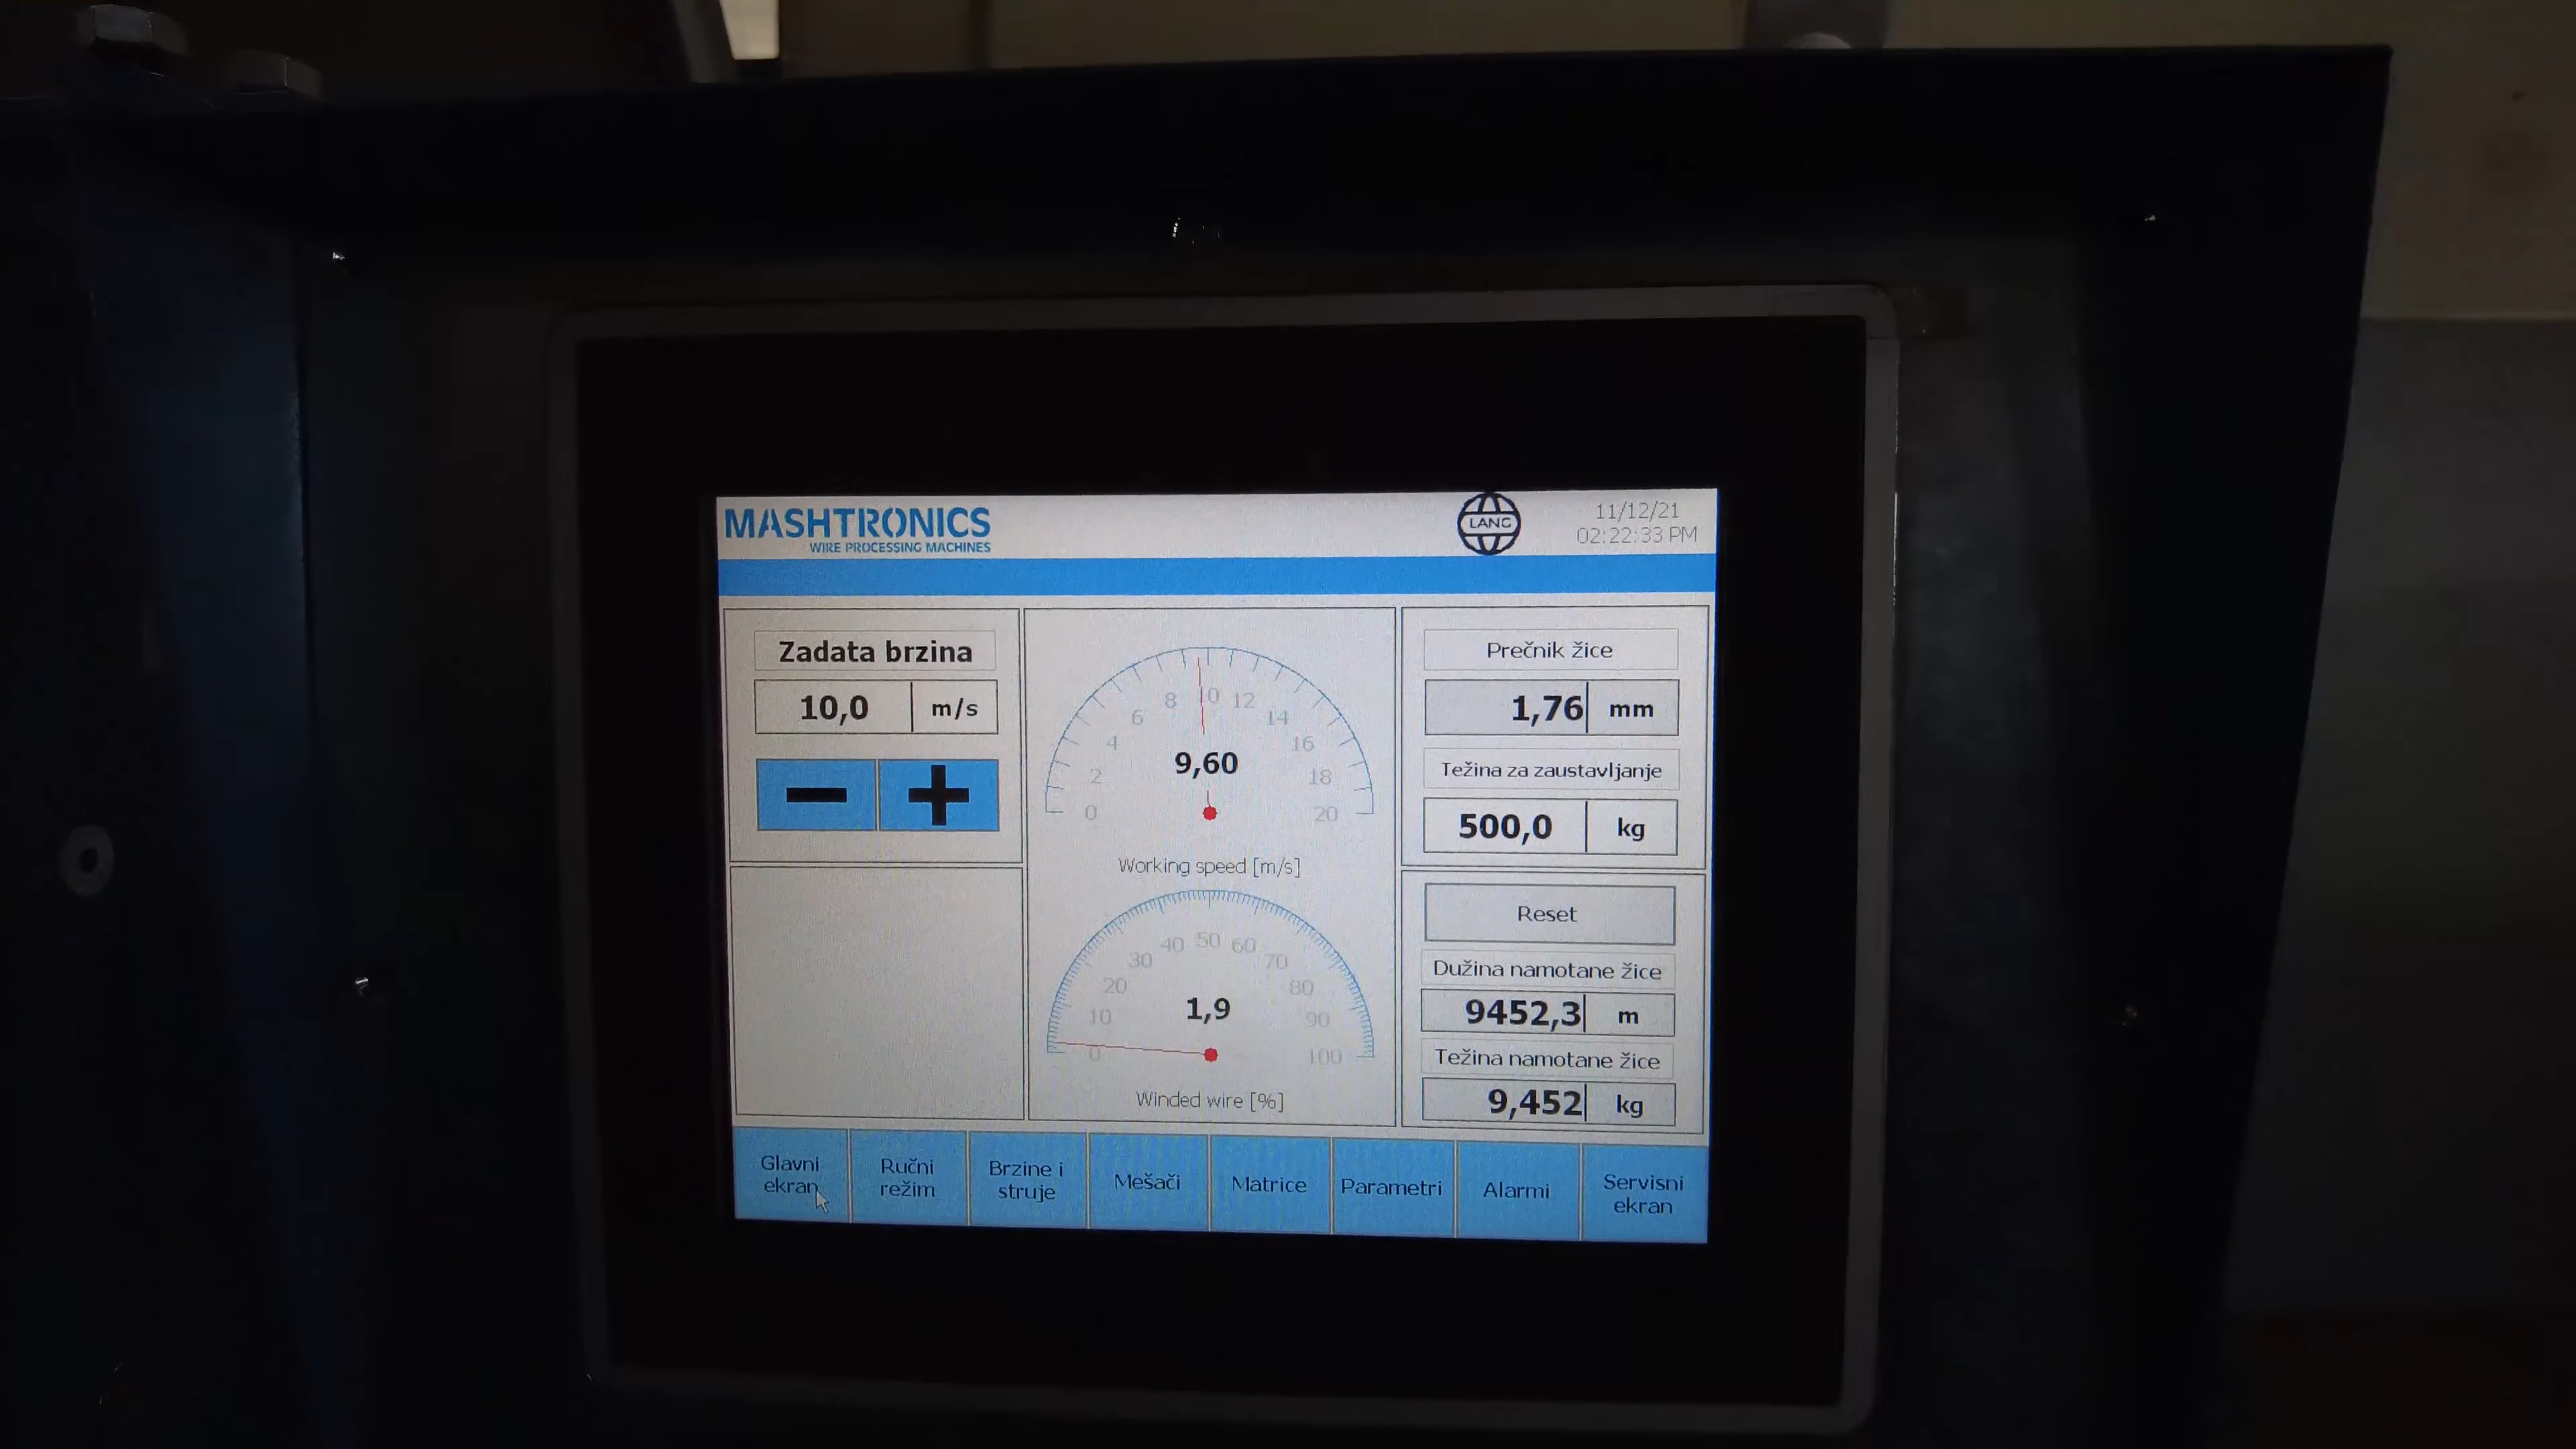 MASHTRONICS
WIRE PROCESSING MACHINES
LANG
11/12/21
02:22:33 PM
Zadata brzina
10,0 m/s
0 2 4 6 8 10 12 14 16 18 20
9,60
Working speed [m/s]
0 10 20 30 40 50 60 70 80 90 100
1,9
Winded wire [%]
Prečnik žice
1,76 mm
Težina za zaustavljanje
500,0 kg
Reset
Dužina namotane žice
9452,3 m
Težina namotane žice
9,452 kg
Glavni
ekran
Ručni
režim
Brzine i
struje
Mešači
Matrice
Parametri
Alarmi
Servisni
ekran